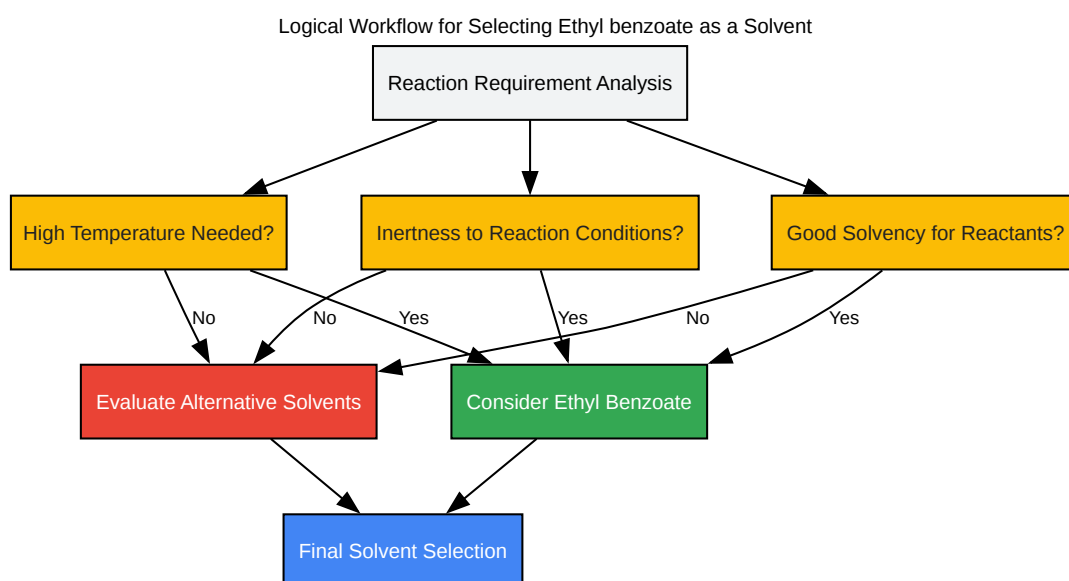 Logical Workflow for Selecting Ethyl benzoate as a Solvent
Reaction Requirement Analysis
High Temperature Needed?
Inertness to Reaction Conditions?
Good Solvency for Reactants?
No
No
Yes
Yes
No
Yes
Evaluate Alternative Solvents
Consider Ethyl Benzoate
Final Solvent Selection